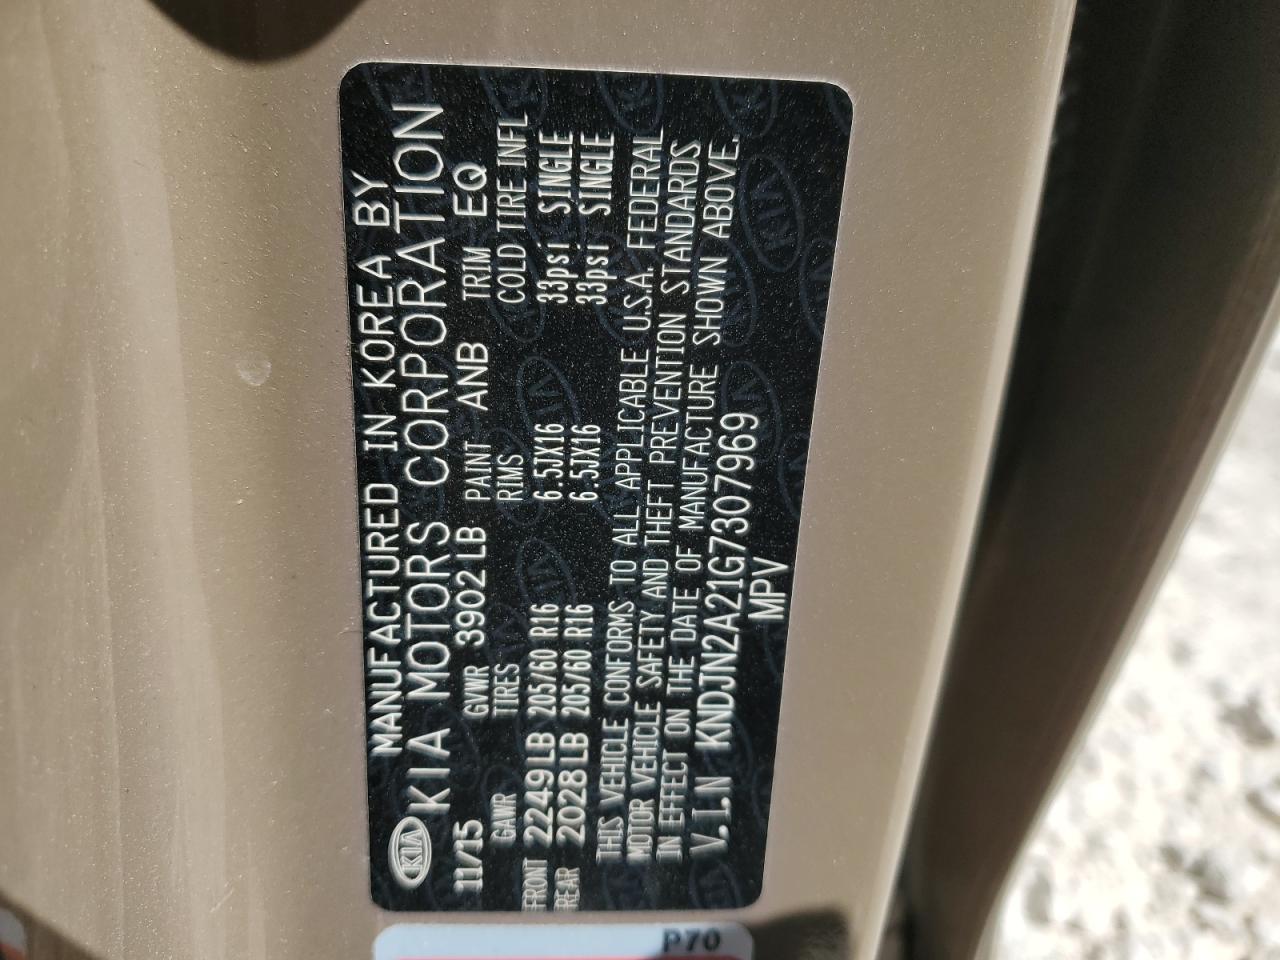 MANUFACTURED IN KOREA BY
KIA KIA MOTORS CORPORATION
11/15 GVWR 3902 LB PAINT ANB TRIM EQ
GAWR TIRES RIMS COLD TIRE INFL
FRONT 2249LB 205/60 R16 6.5JX16 33psi SINGLE
REAR 2028LB 205/60 R16 6.5JX16 33psi SINGLE
THIS VEHICLE CONFORMS TO ALL APPLICABLE U.S.A. FEDERAL
MOTOR VEHICLE SAFETY AND THEFT PREVENTION STANDARDS
IN EFFECT ON THE DATE OF MANUFACTURE SHOWN ABOVE.
V.I.N KNDJN2A21G7307969
MPV
P70